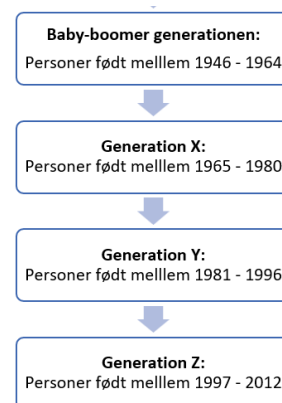 Baby-boomer generationen:
Personer født melllem 1946 - 1964
Generation X:
Personer født melllem 1965 - 1980
Generation Y:
Personer født melllem 1981 - 1996
Generation Z:
Personer født melllem 1997 - 2012